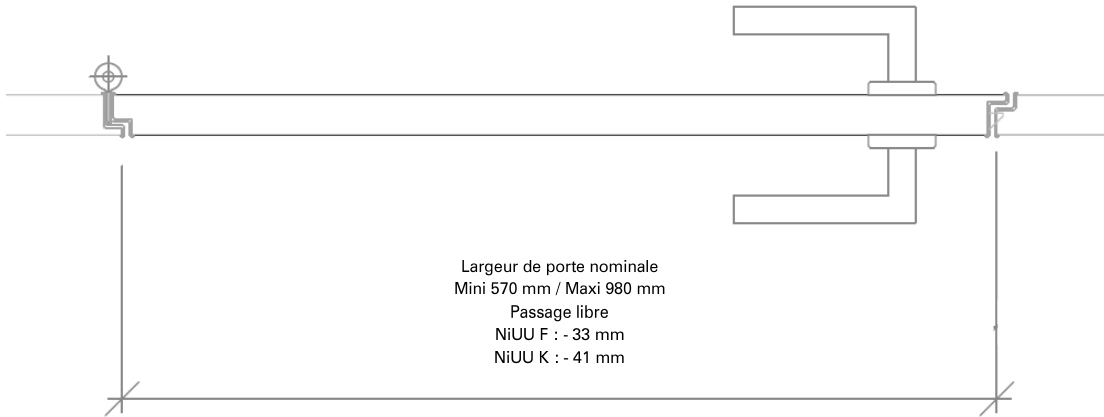 Largeur de porte nominale
Mini 570 mm / Maxi 980 mm
Passage libre
NiUU F : - 33 mm
NiUU K : - 41 mm